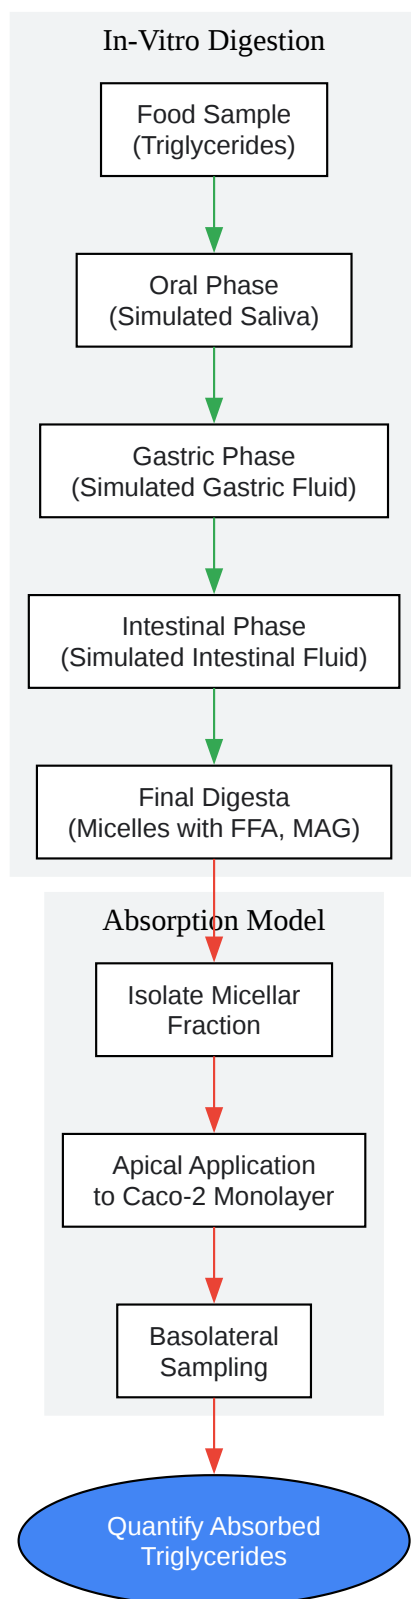 In-Vitro Digestion
Food Sample
(Triglycerides)
Oral Phase
(Simulated Saliva)
Gastric Phase
(Simulated Gastric Fluid)
Intestinal Phase
(Simulated Intestinal Fluid)
Final Digesta
(Micelles with FFA, MAG)
Absorption Model
Isolate Micellar
Fraction
Apical Application
to Caco-2 Monolayer
Basolateral
Sampling
Quantify Absorbed
Triglycerides